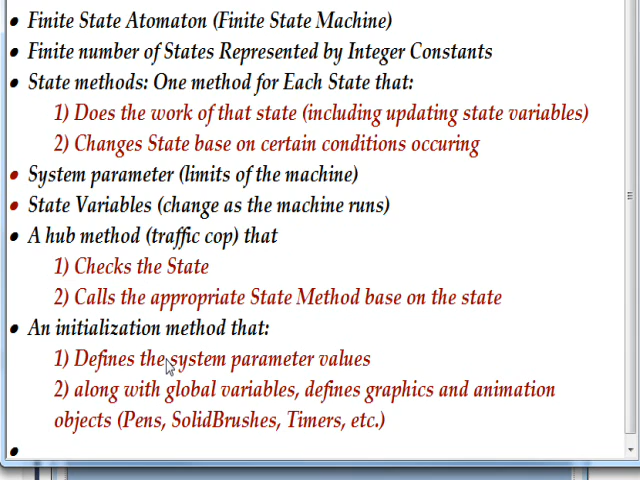 • Finite State Atomaton (Finite State Machine)
• Finite number of States Represented by Integer Constants
• State methods: One method for Each State that:
1) Does the work of that state (including updating state variables)
2) Changes State base on certain conditions occuring
• System parameter (limits of the machine)
• State Variables (change as the machine runs)
• A hub method (traffic cop) that
1) Checks the State
2) Calls the appropriate State Method base on the state
• An initialization method that:
1) Defines the system parameter values
2) along with global variables, defines graphics and animation
objects (Pens, SolidBrushes, Timers, etc.)
•